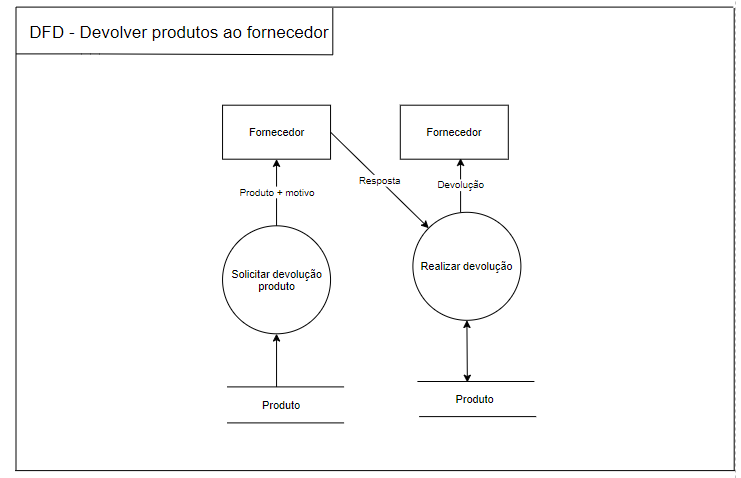 DFD - Devolver produtos ao fornecedor
Fornecedor
Fornecedor
Resposta
Produto + motivo
Devolução
Solicitar devolução
produto
Realizar devolução
Produto
Produto